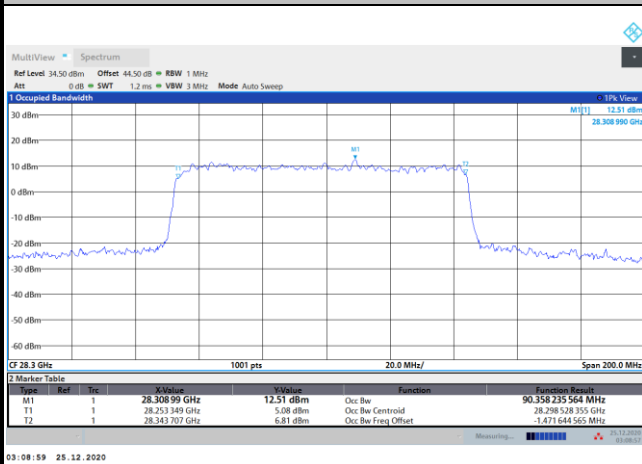 MultiView Spectrum
Ref Level 34.50 dBm Offset 44.50 dB RBW 1 MHz
Att 0 dB SWT 1.2 ms VBW 3 MHz Mode Auto Sweep
1 Occupied Bandwidth 1Pk View
M1[1] 12.51 dBm
28.308 990 GHz
30 dBm
20 dBm
M1
T1 T2
10 dBm
0 dBm
-10 dBm
-20 dBm
-30 dBm
-40 dBm
-50 dBm
-60 dBm
CF 28.3 GHz 1001 pts 20.0 MHz/ Span 200.0 MHz
2 Marker Table
Type Ref Trc X-Value Y-Value Function Function Result
M1 1 28.308 99 GHz 12.51 dBm Occ Bw 90.358 235 564 MHz
T1 1 28.253 349 GHz 5.08 dBm Occ Bw Centroid 28.298 528 355 GHz
T2 1 28.343 707 GHz 6.81 dBm Occ Bw Freq Offset -1.471 644 565 MHz
Measuring... 25.12.2020
03:08:57
03:08:59 25.12.2020